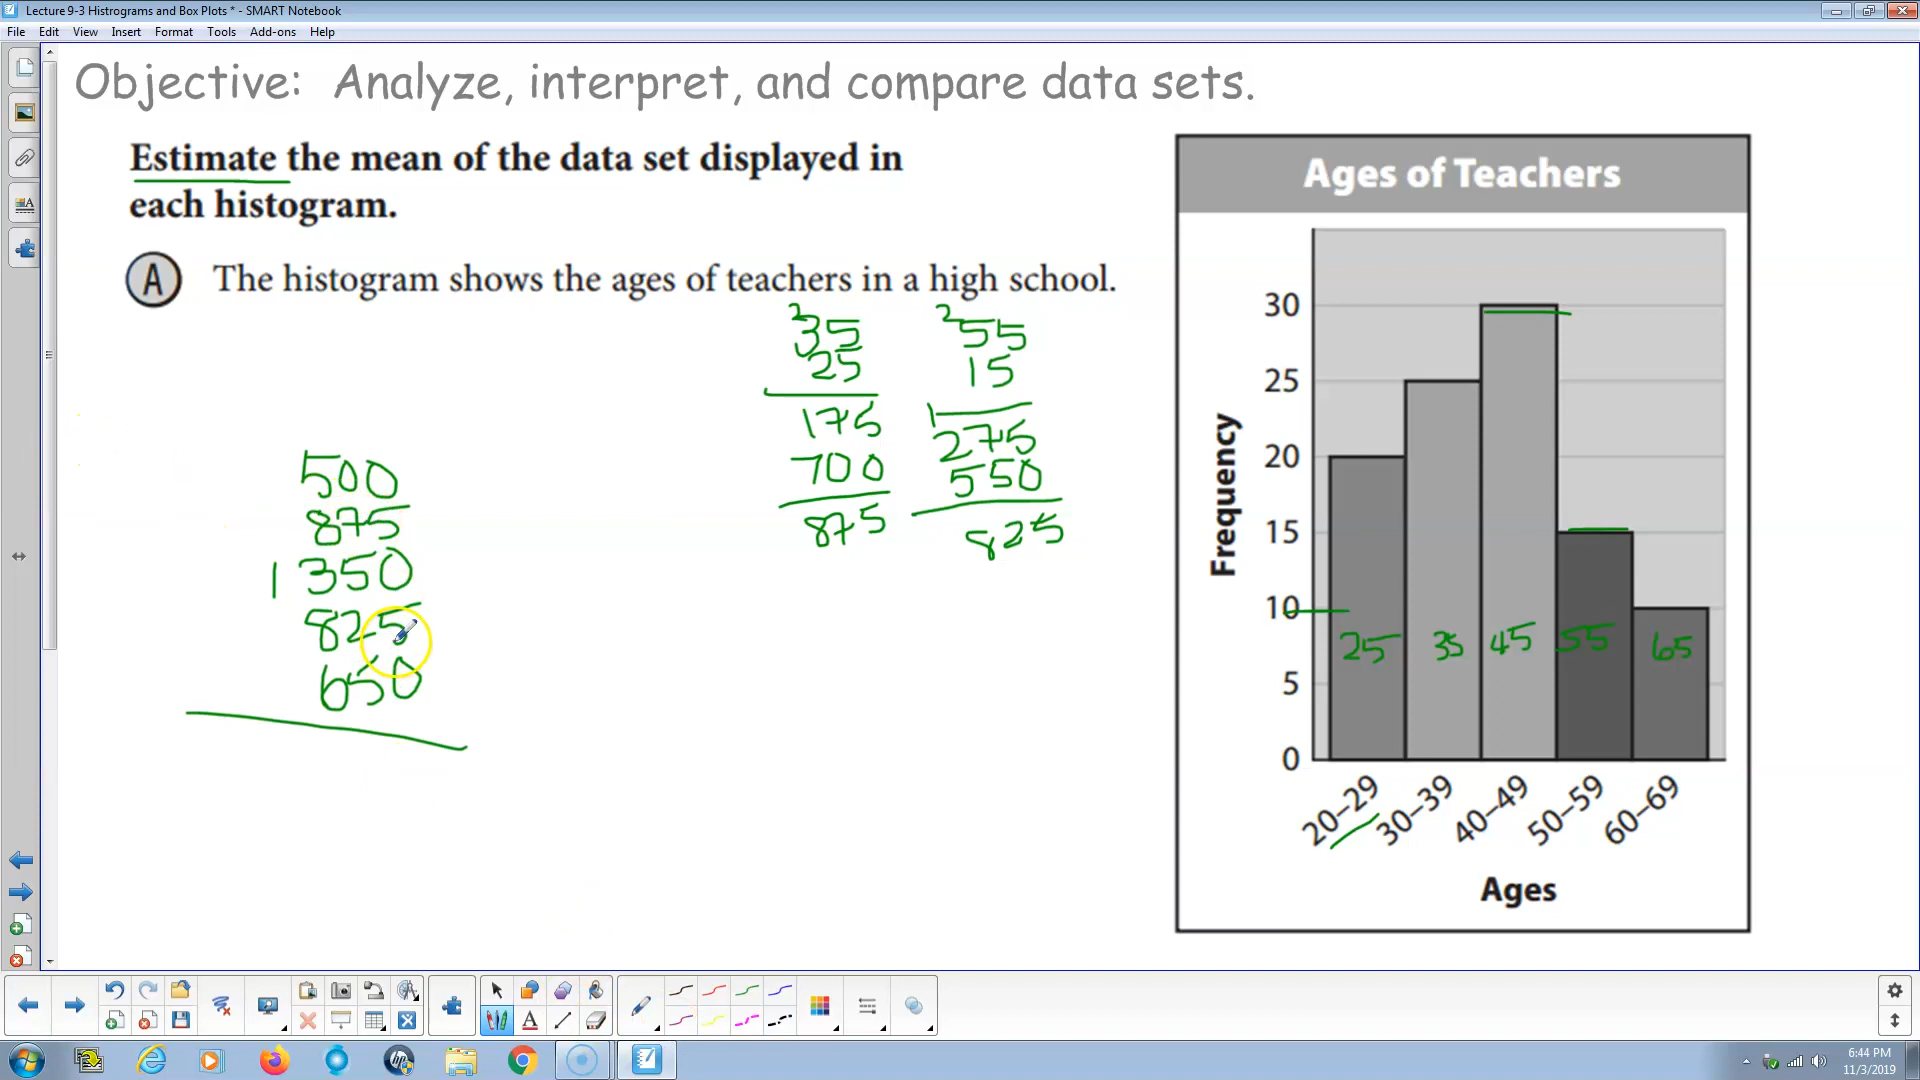 Lecture 9-3 Histrograms and Box Plots * - SMART Notebook
File Edit View Insert Format Tools Add-ons Help
Objective: Analyze, interpret, and compare data sets.
Estimate the mean of the data set displayed in
each histogram.
A The histogram shows the ages of teachers in a high school.
2 2
35 55
25 15
175 1
700 275
875 550
825
500
875
1350
825
650
Ages of Teachers
Frequency
30
25
20
15
10
5
0
25 35 45 55 65
20–29 30–39 40–49 50–59 60–69
Ages
A
6:44 PM
11/3/2019